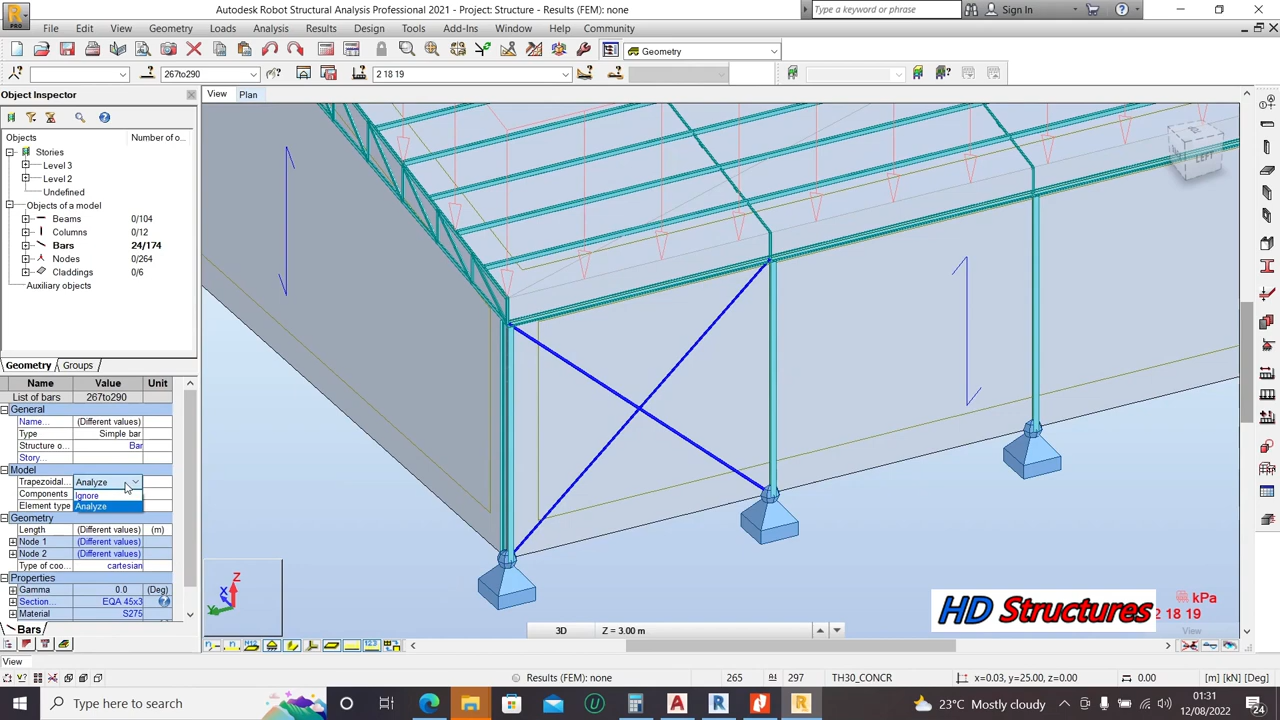 Autodesk Robot Structural Analysis Professional 2021 - Project: Structure - Results (FEM): none
Type a keyword or phrase
Sign In
PRO
File Edit View Geometry Loads Analysis Results Design Tools Add-Ins Window Help Community
Geometry
267to290
2 18 19
Object Inspector
View Plan
Objects Number of o...
Stories
Level 3
Level 2
Undefined
Objects of a model
Beams 0/104
Columns 0/12
Bars 24/174
Nodes 0/264
Claddings 0/6
Auxiliary objects
Geometry Groups
Name Value Unit
List of bars 267to290
General
Name... (Different values)
Type Simple bar
Structure o... Bar
Story...
Model
Trapezoidal... Analyze
Components Ignore
Element type Analyze
Geometry
Length (Different values) (m)
Node 1 (Different values)
Node 2 (Different values)
Type of coo... cartesian
Properties
Gamma 0.0 (Deg)
Section... EQA 45x3
Material S275
Bars
LEFT
Z
X
Y
HD Structures
kPa
2 18 19
3D Z = 3.00 m
View
View
Results (FEM): none 265 297 TH30_CONCR x=0.03, y=25.00, z=0.00 0.00 [m] [kN] [Deg]
Type here to search
23°C Mostly cloudy
01:31
12/08/2022
24